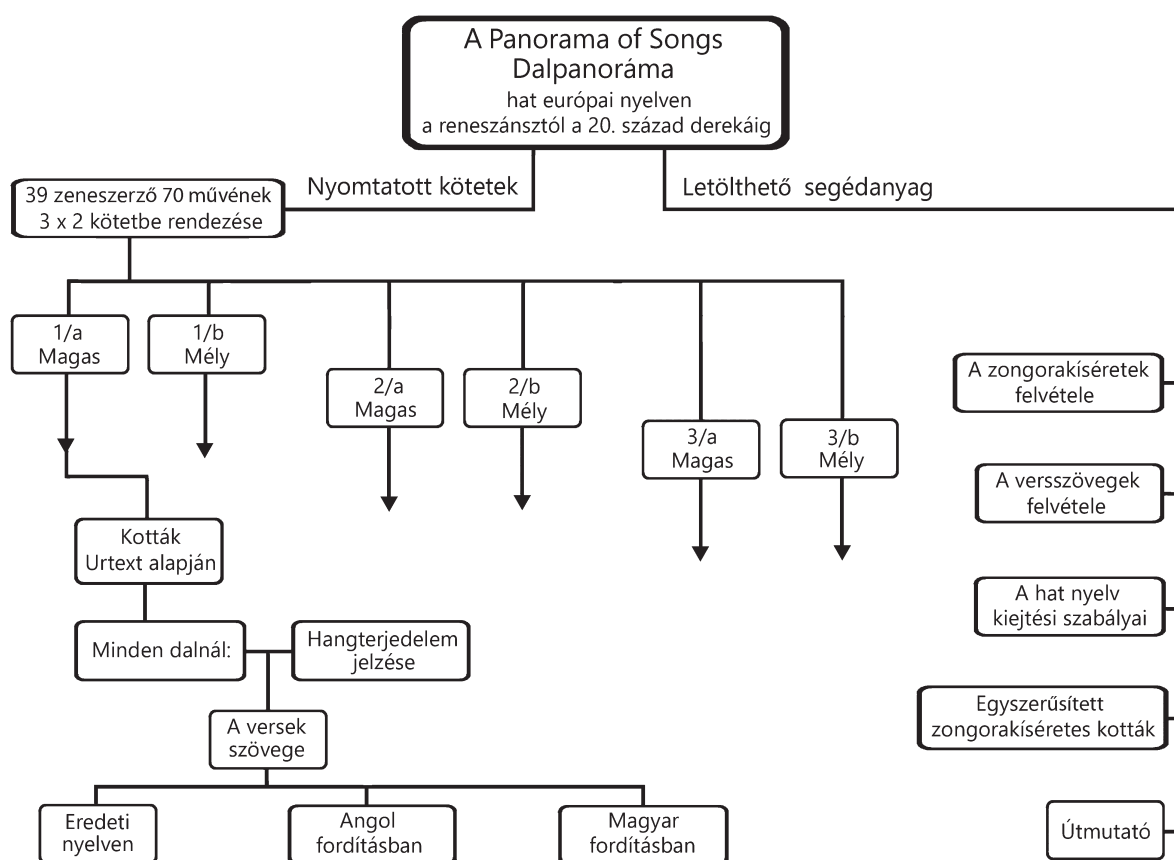 A Panorama of Songs
Dalpanoráma
hat európai nyelven
a reneszánsztól a 20. század derekáig
Nyomtatott kötetek
Letölthető segédanyag
39 zeneszerző 70 művének
3 x 2 kötetbe rendezése
1/a
Magas
1/b
Mély
2/a
Magas
2/b
Mély
3/a
Magas
3/b
Mély
A zongorakíséretek
felvétele
A versszövegek
felvétele
A hat nyelv
kiejtési szabályai
Egyszerűsített
zongorakíséretes kották
Útmutató
Kották
Urtext alapján
Minden dalnál:
Hangterjedelem
jelzése
A versek
szövege
Eredeti
nyelven
Angol
fordításban
Magyar
fordításban